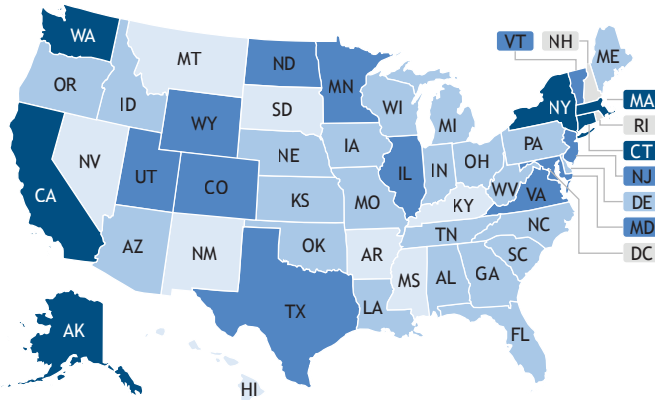 WA
VT
NH
ME
MT
ND
MN
OR
ID
WI
MA
SD
NY
MI
WY
RI
PA
CT
NV
NE
IA
OH
UT
CO
IL
IN
NJ
WV
VA
CA
KS
MO
DE
KY
MD
NC
TN
AZ
NM
OK
AR
SC
DC
MS
AL
GA
TX
LA
AK
FL
HI